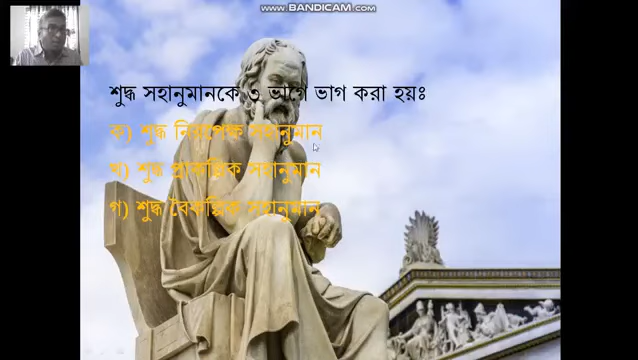 www.BANDICAM.com
শুদ্ধ সহানুমানকে ৩ ভাগে ভাগ করা হয়ঃ
ক) শুদ্ধ নিরপেক্ষ সহানুমান
খ) শুদ্ধ প্রাকল্পিক সহানুমান
গ) শুদ্ধ বৈকল্পিক সহানুমান